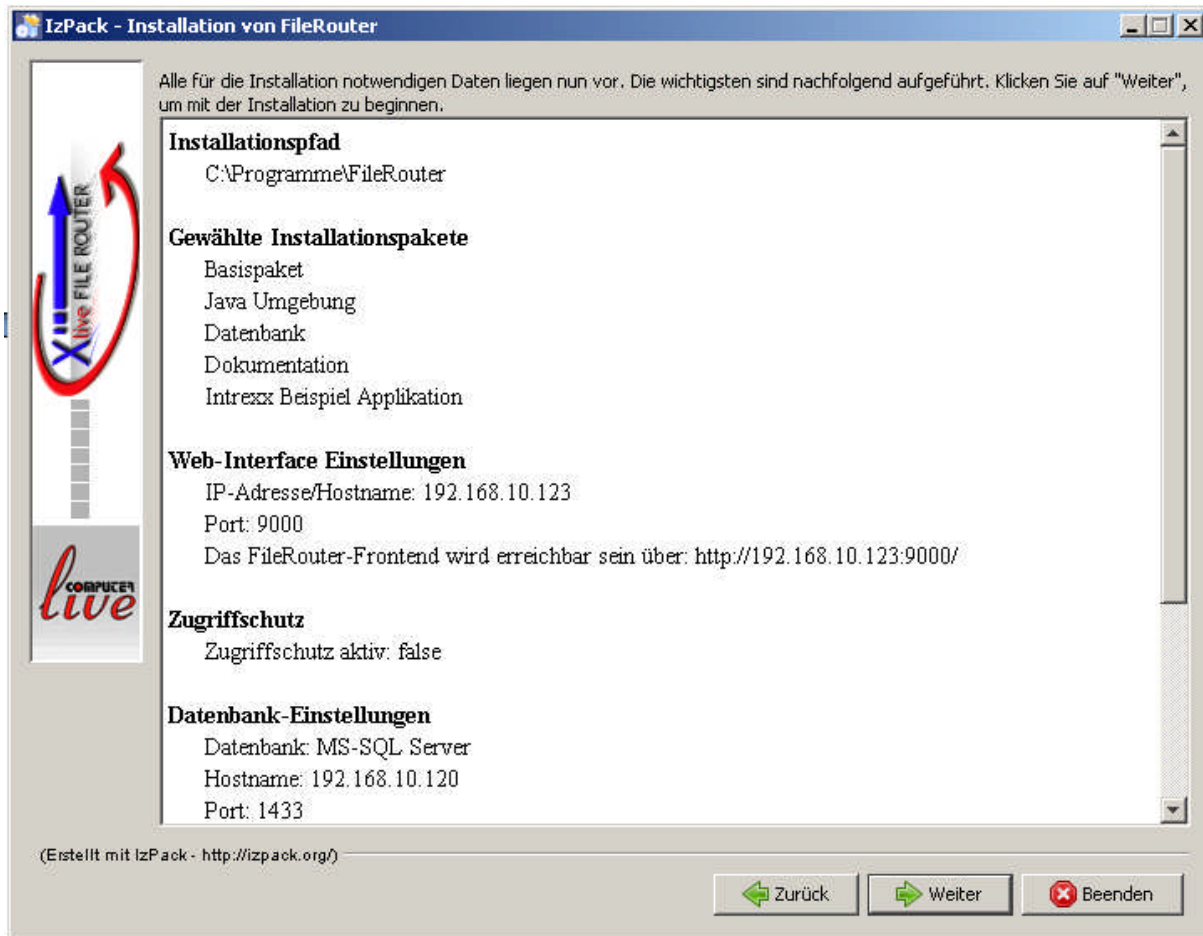 IzPack - Installation von FileRouter
Alle für die Installation notwendigen Daten liegen nun vor. Die wichtigsten sind nachfolgend aufgeführt. Klicken Sie auf "Weiter",
um mit der Installation zu beginnen.
Installationspfad
C:\Programme\FileRouter
Gewählte Installationspakete
Basispaket
Java Umgebung
Datenbank
Dokumentation
Intrexx Beispiel Applikation
Web-Interface Einstellungen
IP-Adresse/Hostname: 192.168.10.123
Port: 9000
Das FileRouter-Frontend wird erreichbar sein über: http://192.168.10.123:9000/
Zugriffschutz
Zugriffschutz aktiv: false
Datenbank-Einstellungen
Datenbank: MS-SQL Server
Hostname: 192.168.10.120
Port: 1433
live FILE ROUTER
COMPUTER
live
(Erstellt mit IzPack - http://izpack.org/)
Zurück
Weiter
Beenden